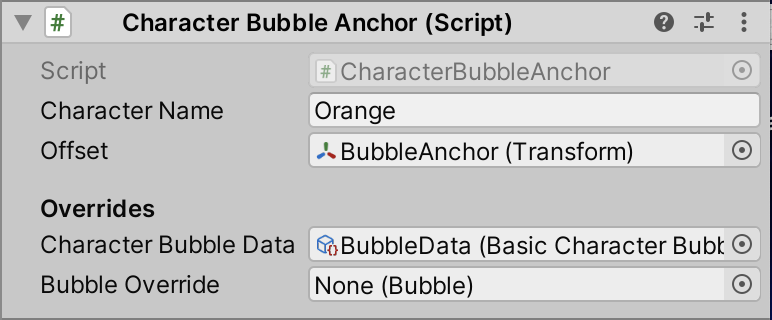 Character Bubble Anchor (Script)
Script CharacterBubbleAnchor
Character Name Orange
Offset BubbleAnchor (Transform)
Overrides
Character Bubble Data BubbleData (Basic Character Bubb
Bubble Override None (Bubble)